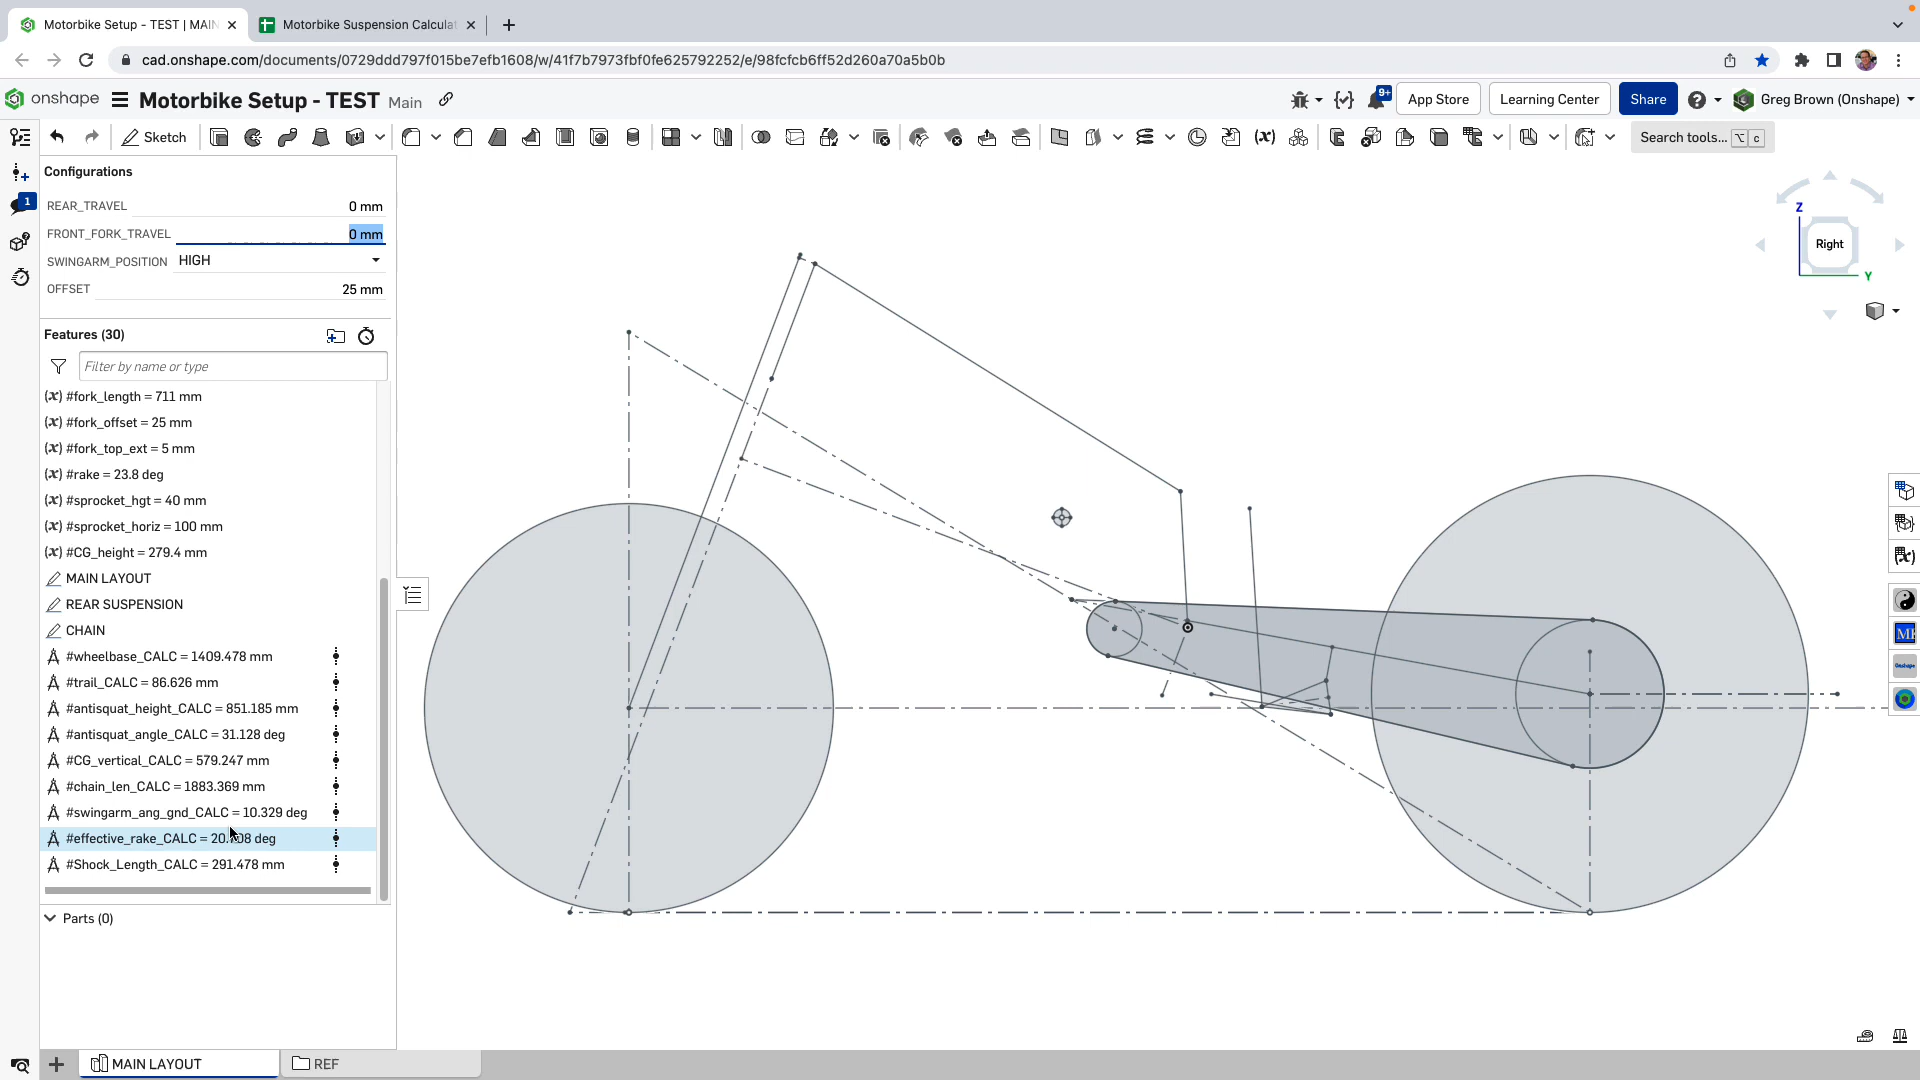 Motorbike Setup - TEST | MAIN
Motorbike Suspension Calculat
cad.onshape.com/documents/0729ddd797f015be7efb1608/w/41f7b7973fbf0fe625792252/e/98fcfcb6ff52d260a70a5b0b
onshape
Motorbike Setup - TEST Main
9+
App Store
Learning Center
Share
Greg Brown (Onshape)
Sketch
Search tools... ⌥ c
Configurations
REAR_TRAVEL 0 mm
1
FRONT_FORK_TRAVEL 0 mm
SWINGARM_POSITION HIGH
OFFSET 25 mm
Z
Right
Y
Features (30)
Filter by name or type
(x) #fork_length = 711 mm
(x) #fork_offset = 25 mm
(x) #fork_top_ext = 5 mm
(x) #rake = 23.8 deg
(x) #sprocket_hgt = 40 mm
(x) #sprocket_horiz = 100 mm
(x) #CG_height = 279.4 mm
MAIN LAYOUT
REAR SUSPENSION
CHAIN
#wheelbase_CALC = 1409.478 mm
#trail_CALC = 86.626 mm
#antisquat_height_CALC = 851.185 mm
#antisquat_angle_CALC = 31.128 deg
#CG_vertical_CALC = 579.247 mm
#chain_len_CALC = 1883.369 mm
#swingarm_ang_gnd_CALC = 10.329 deg
#effective_rake_CALC = deg
#Shock_Length_CALC = 291.478 mm
Parts (0)
MAIN LAYOUT
REF